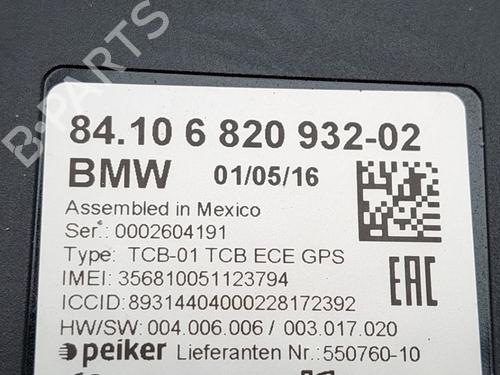 B-PARTS
84.10 6 820 932-02
BMW 01/05/16
Assembled in Mexico
Ser.: 0002604191
Type: TCB-01 TCB ECE GPS
IMEI: 356810051123794
ICCID: 89314404000228172392
HW/SW: 004.006.006 / 003.017.020
peiker Lieferanten Nr.: 550760-10
EAC